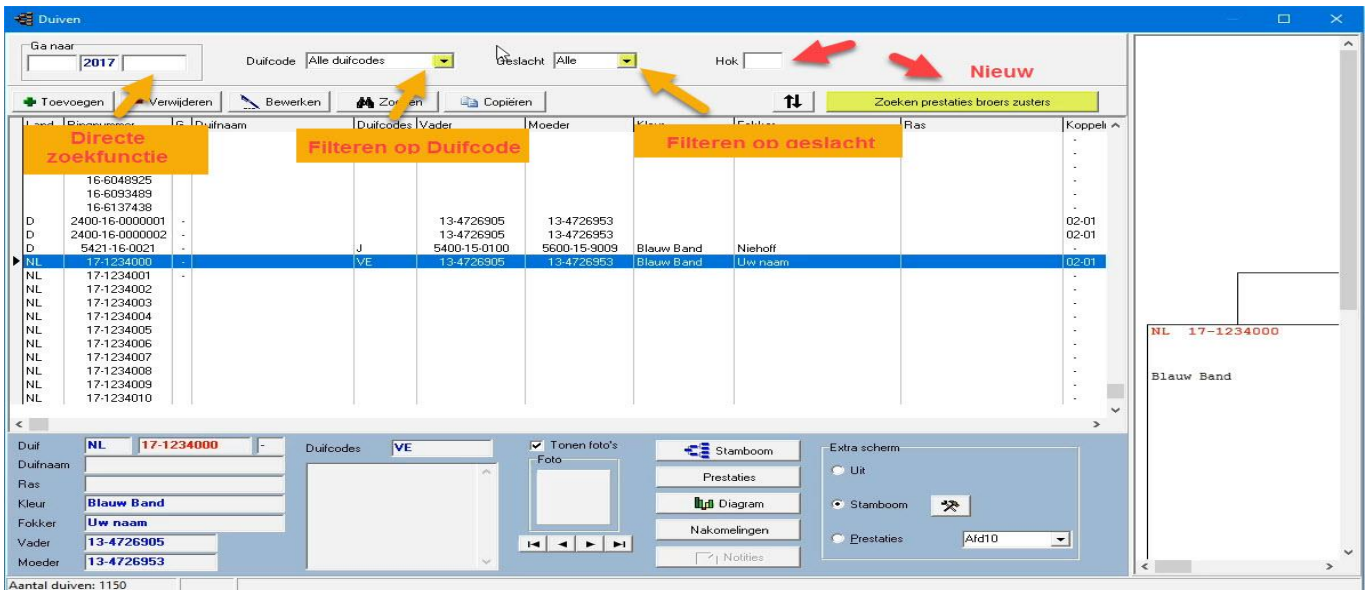 Duiven
Ga naar
2017
Duifcode Alle duifcodes Geslacht Alle Hok
Nieuw
Toevoegen Verwijderen Bewerken Zoeken Copiëren Zoeken prestaties broers zusters
Land Ringnummer G Duifnaam Duifcodes Vader Moeder Kleur Fokker Ras Koppeli
Directe zoekfunctie
Filteren op Duifcode
Filteren op geslacht
-
-
-
16-6048925 -
16-6093489 -
16-6137438 -
D 2400-16-0000001 - 13-4726905 13-4726953 02-01
D 2400-16-0000002 - 13-4726905 13-4726953 02-01
D 5421-16-0021 - J 5400-15-0100 5600-15-9009 Blauw Band Niehoff -
NL 17-1234000 - VE 13-4726905 13-4726953 Blauw Band Uw naam 02-01
NL 17-1234001 - -
NL 17-1234002 -
NL 17-1234003 -
NL 17-1234004 -
NL 17-1234005 -
NL 17-1234006 -
NL 17-1234007 -
NL 17-1234008 -
NL 17-1234009 -
NL 17-1234010 -
NL 17-1234000
Blauw Band
Duif NL 17-1234000 -
Duifnaam
Ras
Kleur Blauw Band
Fokker Uw naam
Vader 13-4726905
Moeder 13-4726953
Duifcodes VE
Tonen foto's
Foto
Stamboom
Prestaties
Diagram
Nakomelingen
Notities
Extra scherm
Uit
Stamboom
Prestaties Afd10
Aantal duiven: 1150